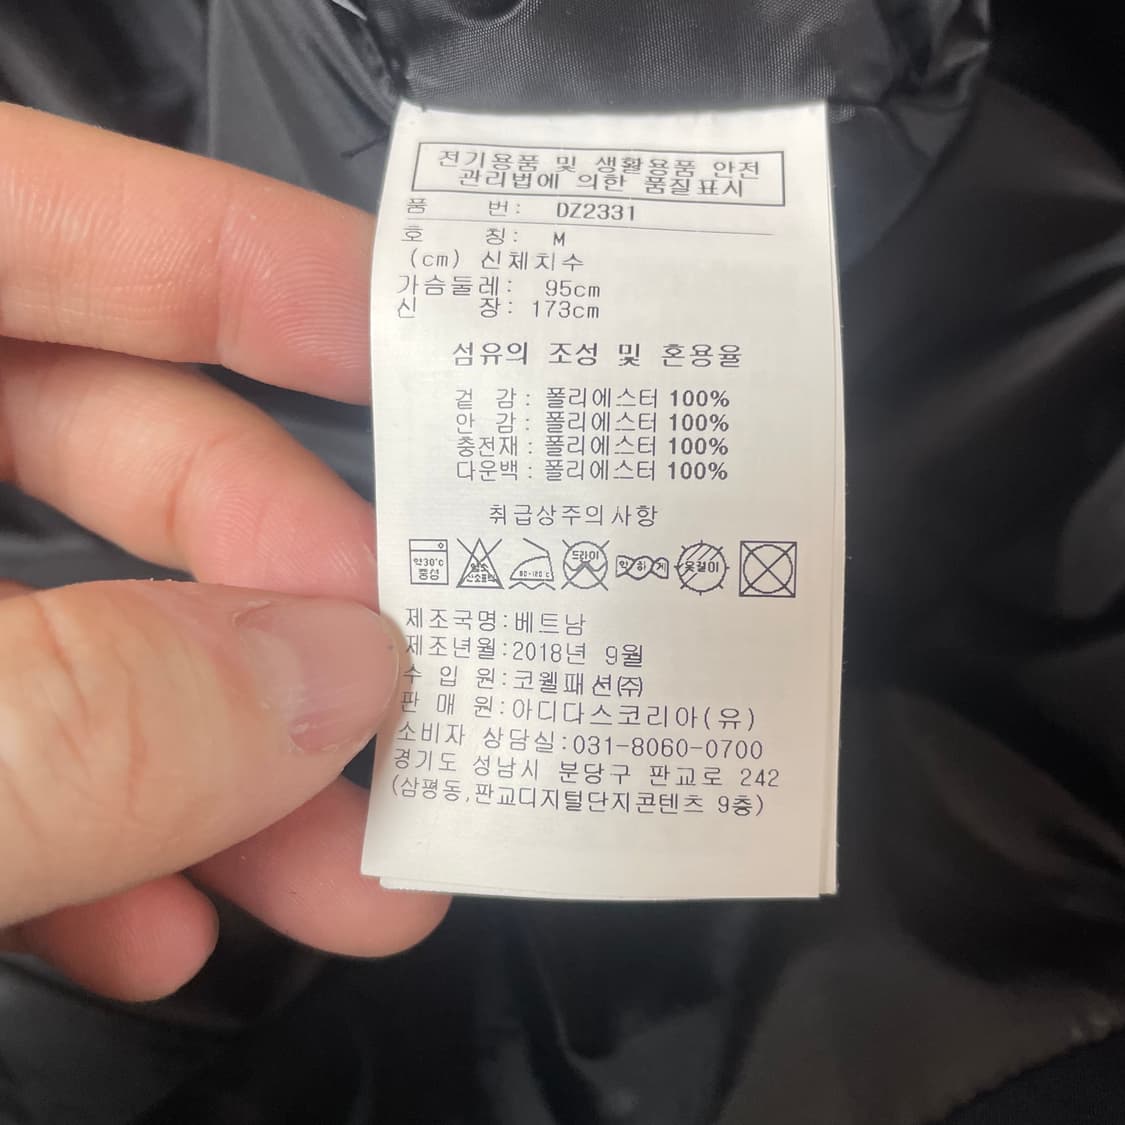 전기용품 및 생활용품 안전
관리법에 의한 품질표시
품 번: DZ2331
호 칭: M
(cm) 신체치수
가슴둘레: 95cm
신 장: 173cm
섬유의 조성 및 혼용율
겉 감: 폴리에스터 100%
안 감: 폴리에스터 100%
충전재: 폴리에스터 100%
다운백: 폴리에스터 100%
취급상주의사항
약30℃ 중성 염소 산소표백 80-120℃ 드라이 약하게 옷걸이
제조국명:베트남
제조년월:2018년 9월
수 입 원:코웰패션㈜
판 매 원:아디다스코리아(유)
소비자 상담실:031-8060-0700
경기도 성남시 분당구 판교로 242
(삼평동,판교디지털단지콘텐츠 9층)